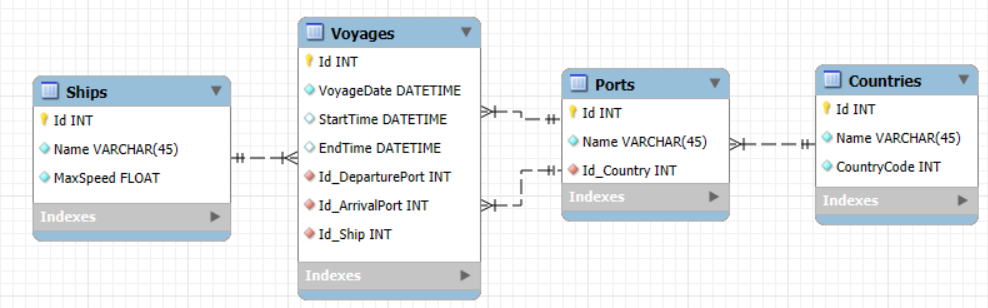 Ships
Id INT
Name VARCHAR(45)
MaxSpeed FLOAT
Indexes
Voyages
Id INT
VoyageDate DATETIME
StartTime DATETIME
EndTime DATETIME
Id_DeparturePort INT
Id_ArrivalPort INT
Id_Ship INT
Indexes
Ports
Id INT
Name VARCHAR(45)
Id_Country INT
Indexes
Countries
Id INT
Name VARCHAR(45)
CountryCode INT
Indexes